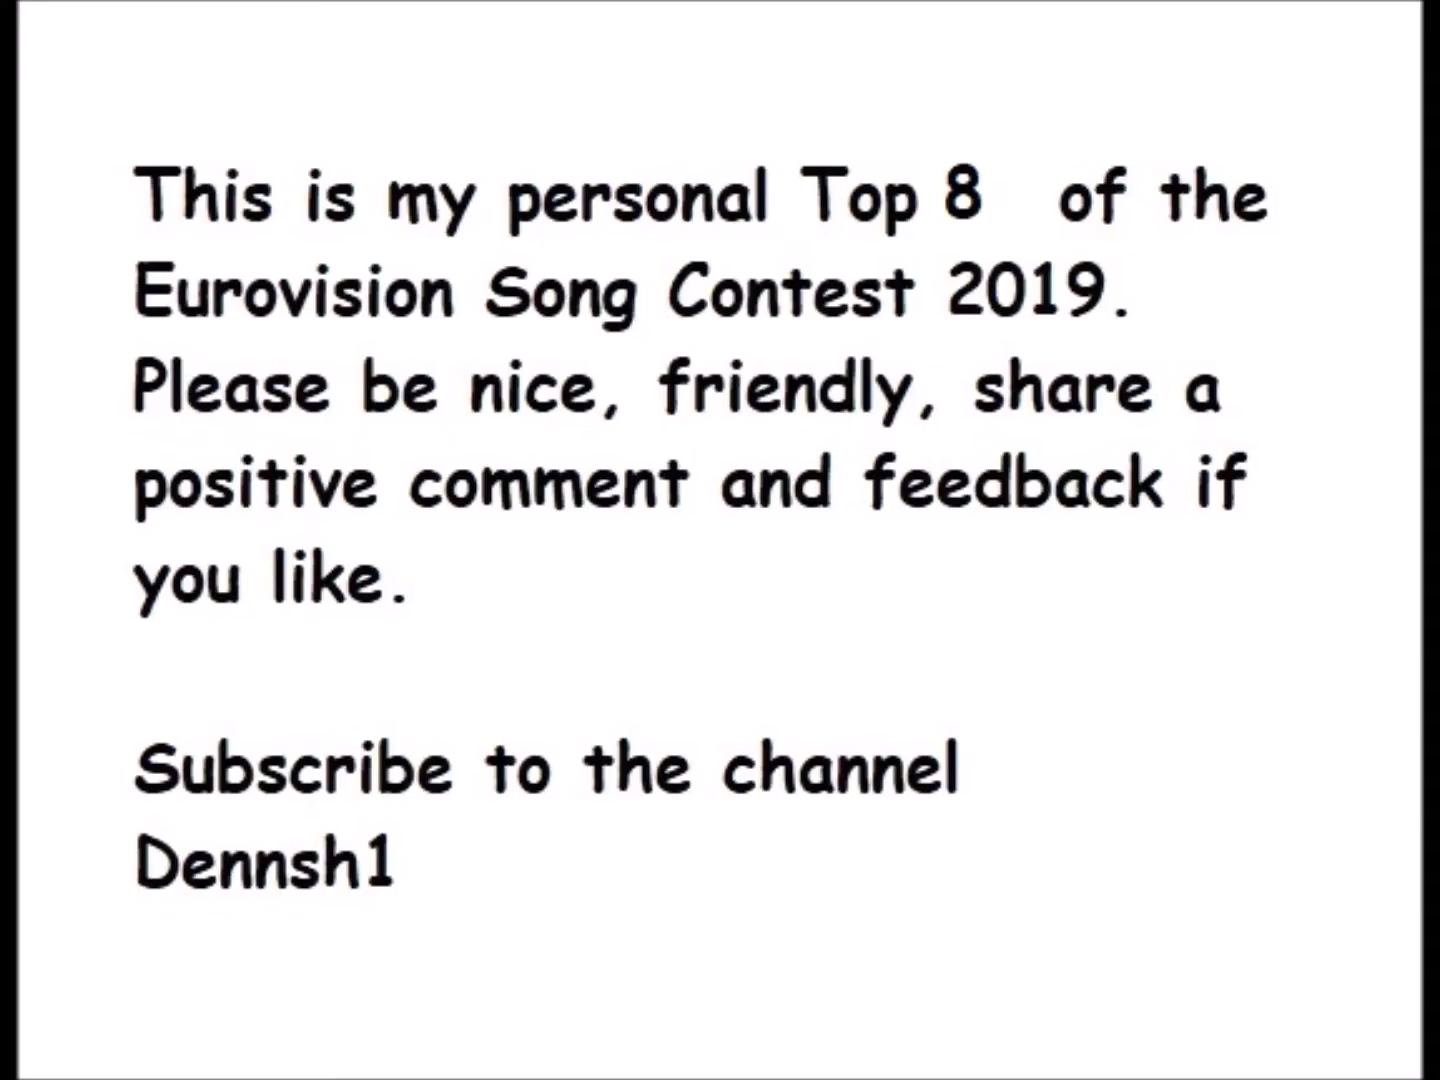 This is my personal Top 8 of the
Eurovision Song Contest 2019.
Please be nice, friendly, share a
positive comment and feedback if
you like.
Subscribe to the channel
Dennsh1